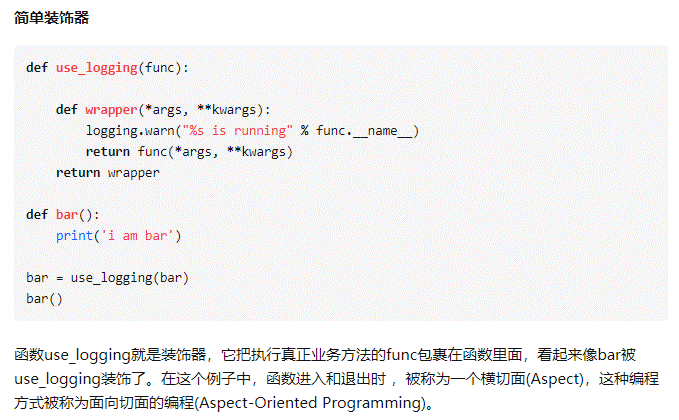 简单装饰器
def use_logging(func):
    def wrapper(*args, **kwargs):
        logging.warn("%s is running" % func.__name__)
        return func(*args, **kwargs)
    return wrapper
def bar():
    print('i am bar')
bar = use_logging(bar)
bar()
函数use_logging就是装饰器，它把执行真正业务方法的func包裹在函数里面，看起来像bar被
use_logging装饰了。在这个例子中，函数进入和退出时 ，被称为一个横切面(Aspect)，这种编程
方式被称为面向切面的编程(Aspect-Oriented Programming)。